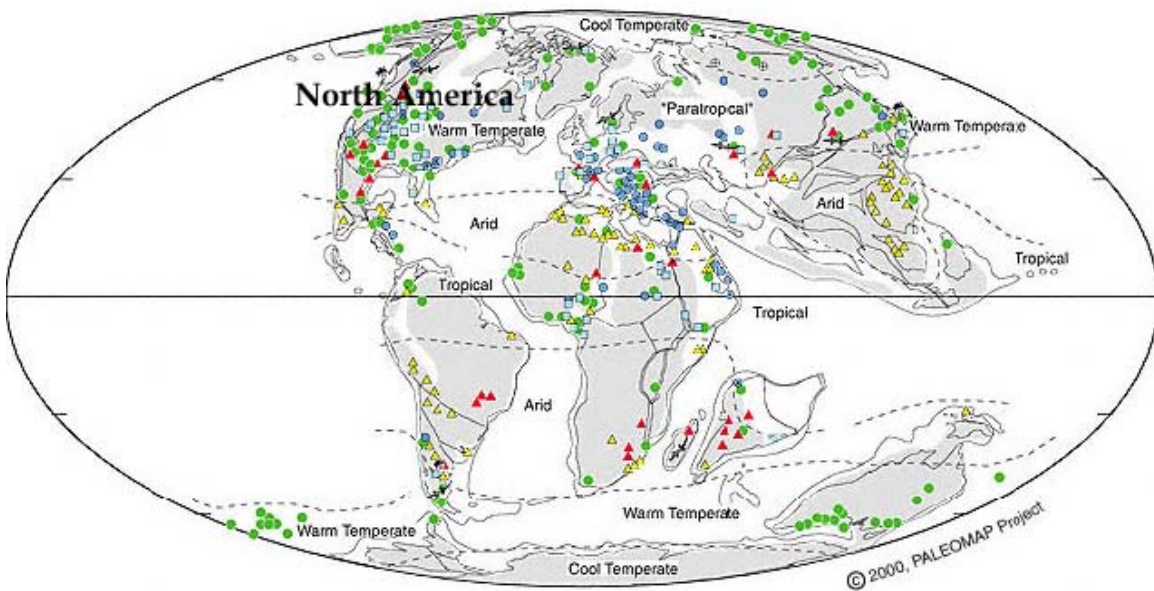 Cool Temperate
North America
"Paratropcal"
Warm Temperate
Warm Temperate
Arid
Arid
Tropical
Tropical
Tropical
Arid
Warm Temperate
Warm Temperate
Cool Temperate
© 2000, PALEOMAP Project